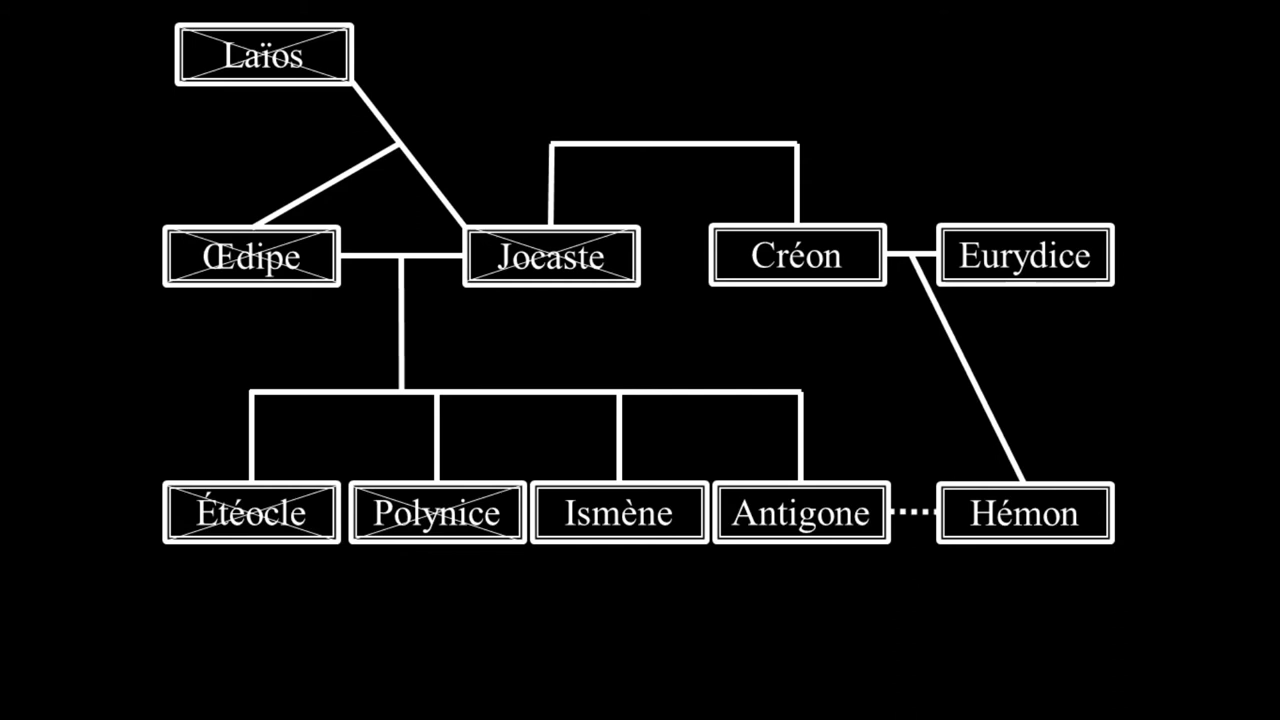 Laïos
Œdipe
Jocaste
Créon
Eurydice
Étéocle
Polynice
Ismène
Antigone
Hémon